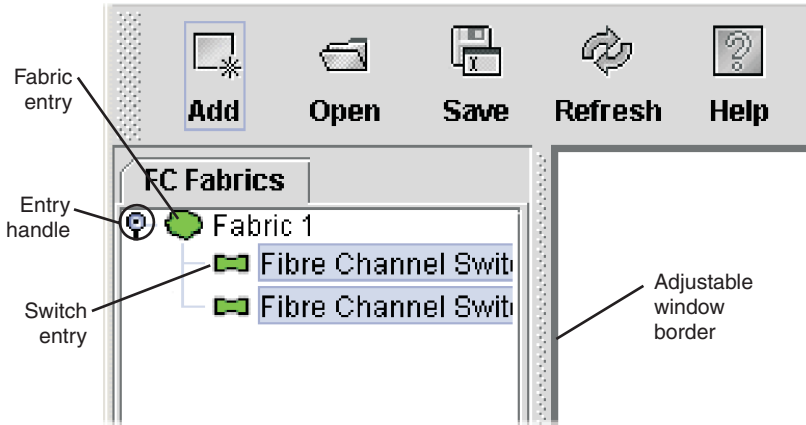 Add Open Save Refresh Help
Fabric
entry
FC Fabrics
Entry
handle
Fabric 1
Fibre Channel Swit
Switch
entry
Fibre Channel Swit
Adjustable
window
border